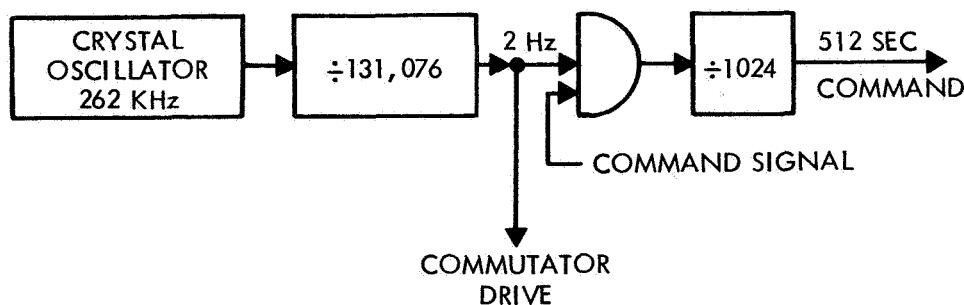 CRYSTAL
OSCILLATOR
262 KHz
÷131,076
2 Hz
÷1024
512 SEC
COMMAND
COMMAND SIGNAL
COMMUTATOR
DRIVE